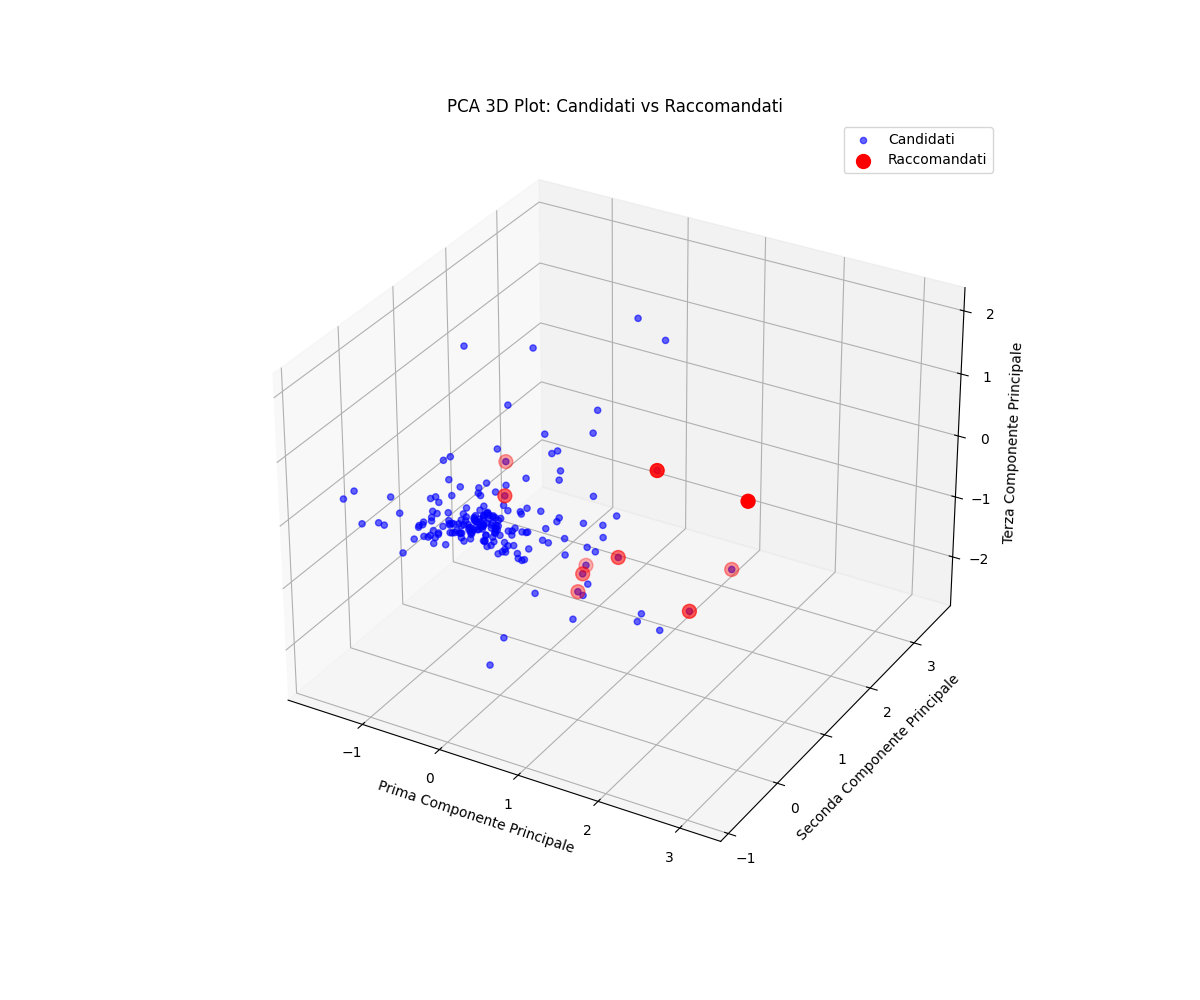 PCA 3D Plot: Candidati vs Raccomandati
Candidati
Raccomandati
2
1
0
−1
−2
Terza Componente Principale
3
2
1
0
−1
Seconda Componente Principale
−1
0
1
2
3
Prima Componente Principale